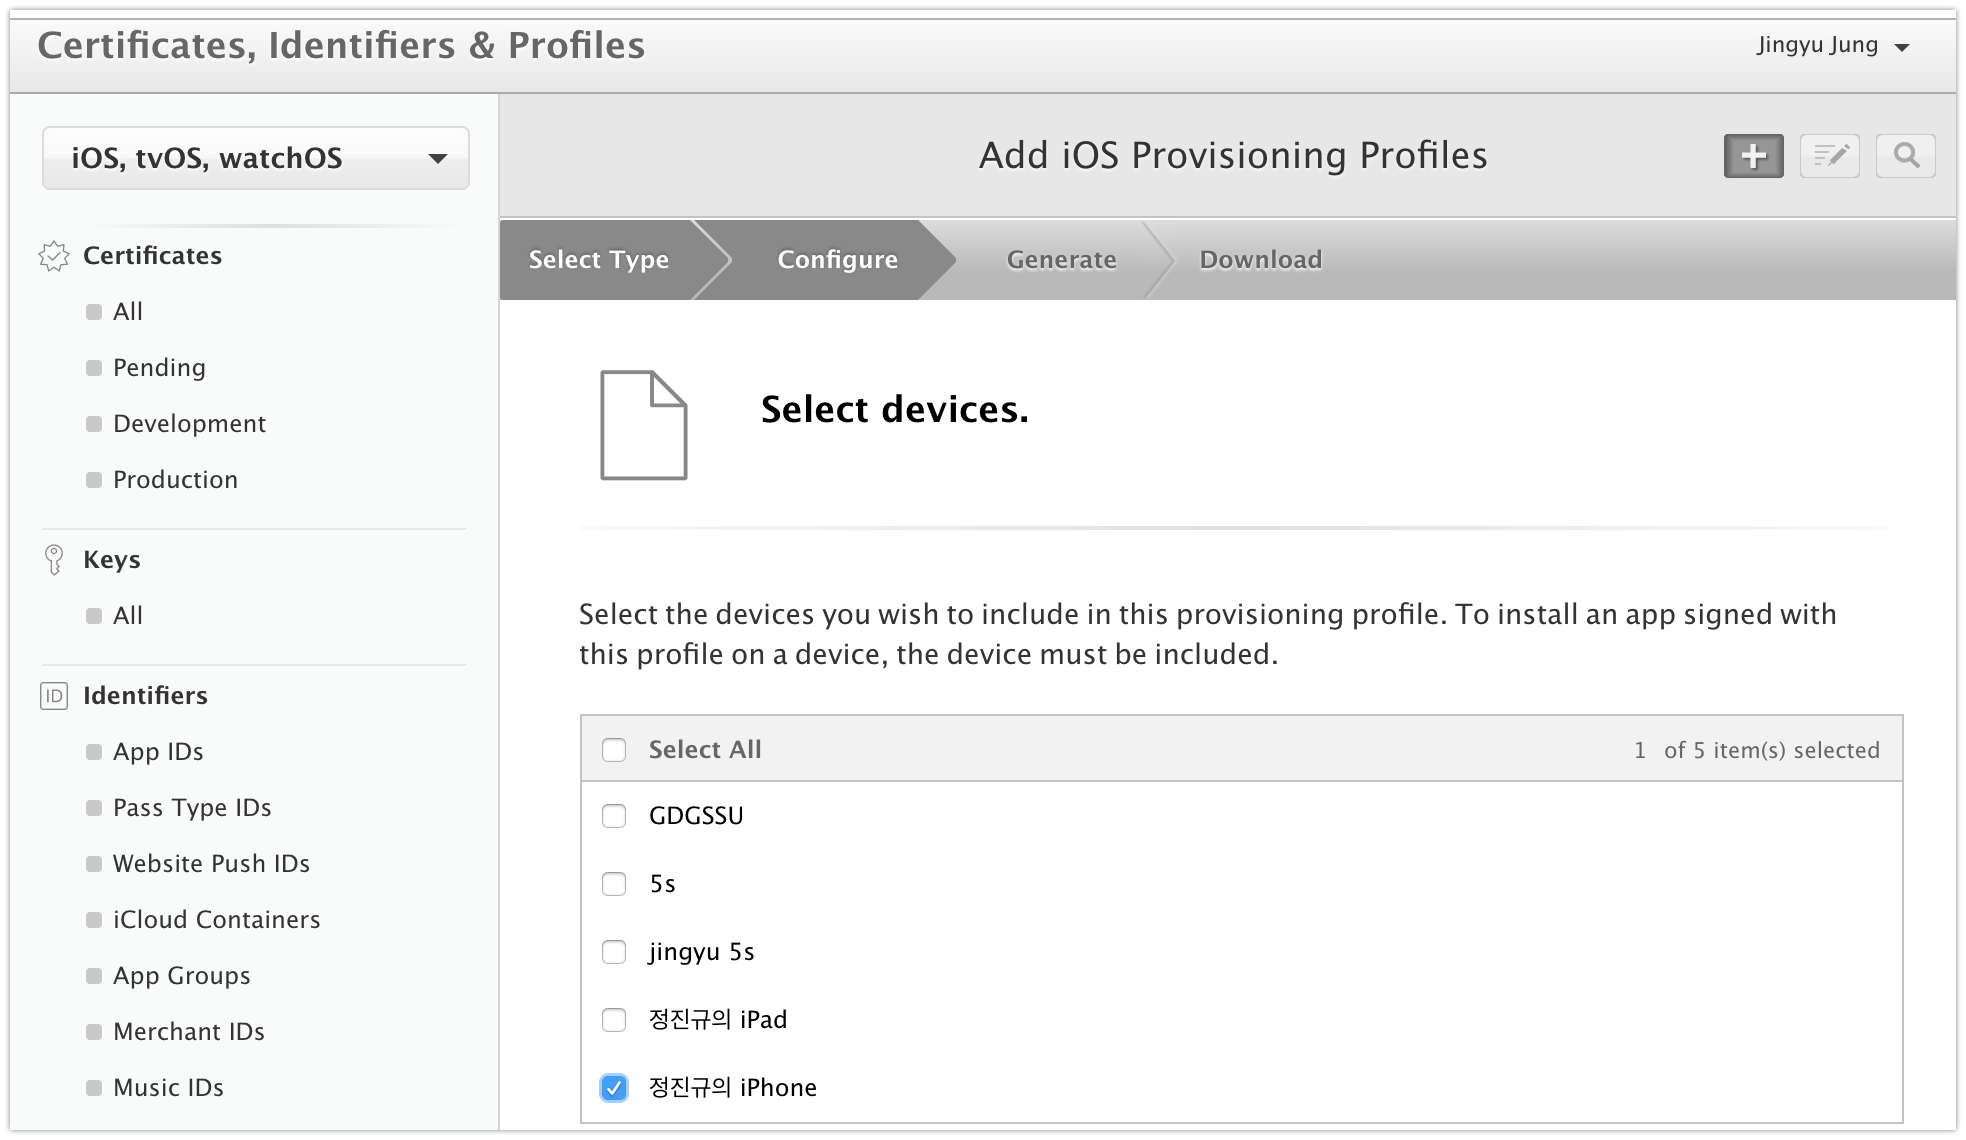 Certificates, Identifiers & Profiles
Jingyu Jung
iOS, tvOS, watchOS
Certificates
All
Pending
Development
Production
Keys
All
ID Identifiers
App IDs
Pass Type IDs
Website Push IDs
iCloud Containers
App Groups
Merchant IDs
Music IDs
Add iOS Provisioning Profiles
Select Type
Configure
Generate
Download
Select devices.
Select the devices you wish to include in this provisioning profile. To install an app signed with
this profile on a device, the device must be included.
Select All
1 of 5 item(s) selected
GDGSSU
5s
jingyu 5s
정진규의 iPad
정진규의 iPhone